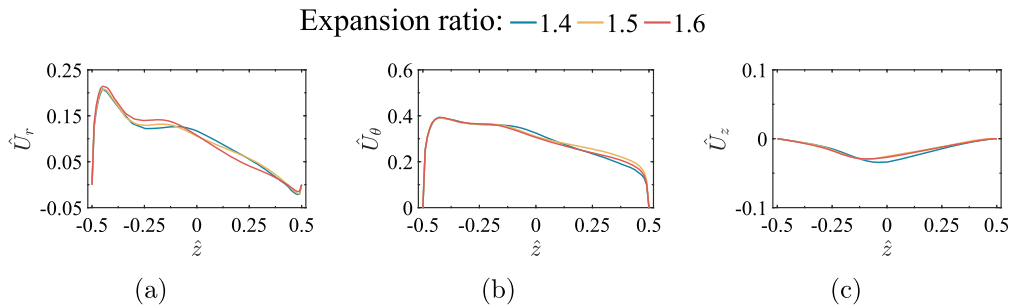 Expansion ratio: 1.4 1.5 1.6
0.25 0.6 0.1
0.15 0.4
Û_r Û_θ Û_z 0
0.05 0.2
-0.05 0 -0.1
-0.5 -0.25 0 0.25 0.5 -0.5 -0.25 0 0.25 0.5 -0.5 -0.25 0 0.25 0.5
ẑ ẑ ẑ
(a) (b) (c)